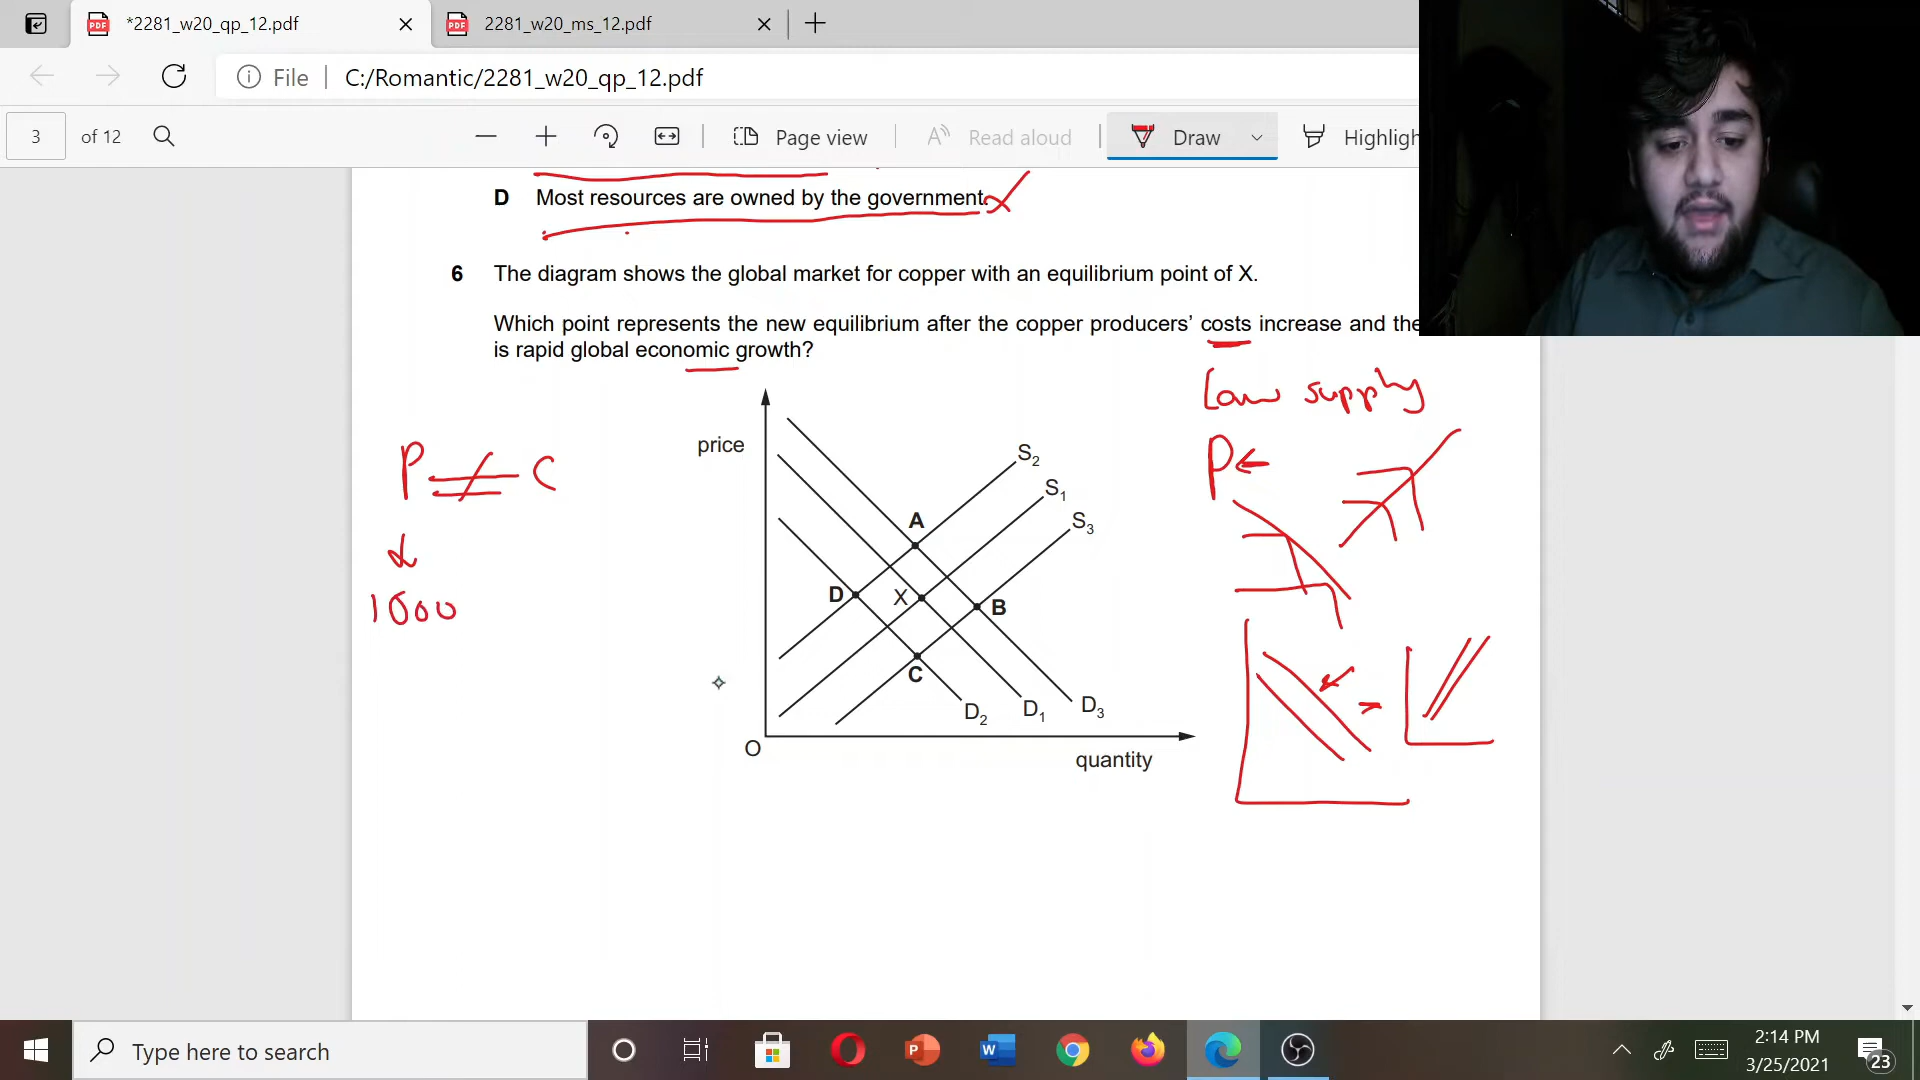 *2281_w20_qp_12.pdf
2281_w20_ms_12.pdf
File
C:/Romantic/2281_w20_qp_12.pdf
3 of 12
Page view
Read aloud
Draw
Highligh
D Most resources are owned by the government.
6 The diagram shows the global market for copper with an equilibrium point of X.
Which point represents the new equilibrium after the copper producers' costs increase and the
is rapid global economic growth?
Law supply
P
P C
1000
price
S2
S1
S3
A
D
X
B
C
D2
D1
D3
O
quantity
Type here to search
2:14 PM
3/25/2021
23